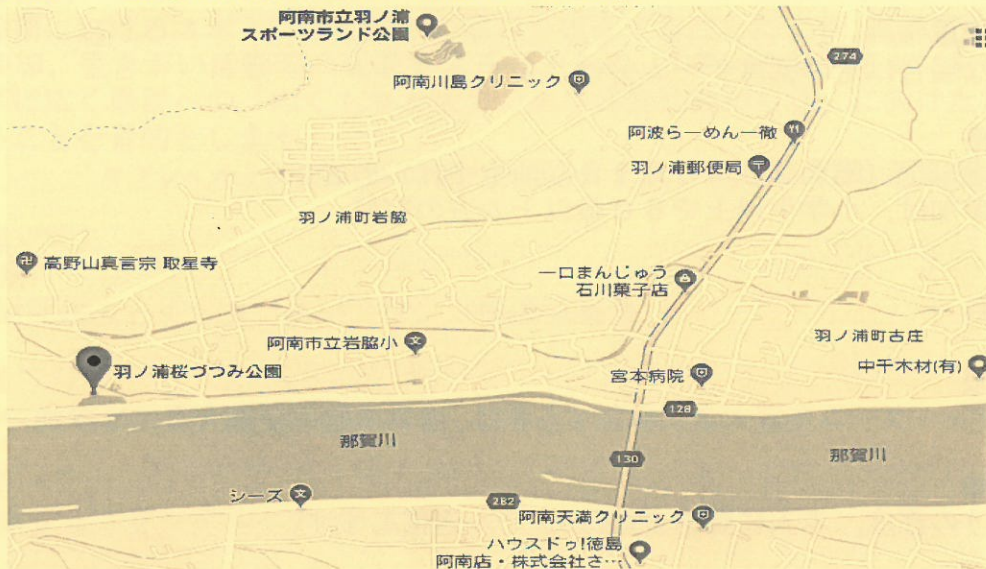 阿南市立羽ノ浦
スポーツランド公園
274
阿南川島クリニック
阿波らーめん一徹
羽ノ浦郵便局
羽ノ浦町岩脇
高野山真言宗 取星寺
一口まんじゅう
石川菓子店
羽ノ浦町古庄
阿南市立岩脇小
中千木材(有)
羽ノ浦桜づつみ公園
宮本病院
128
那賀川
那賀川
130
シーズ
282
阿南天満クリニック
ハウスドゥ!徳島
阿南店・株式会社さ…